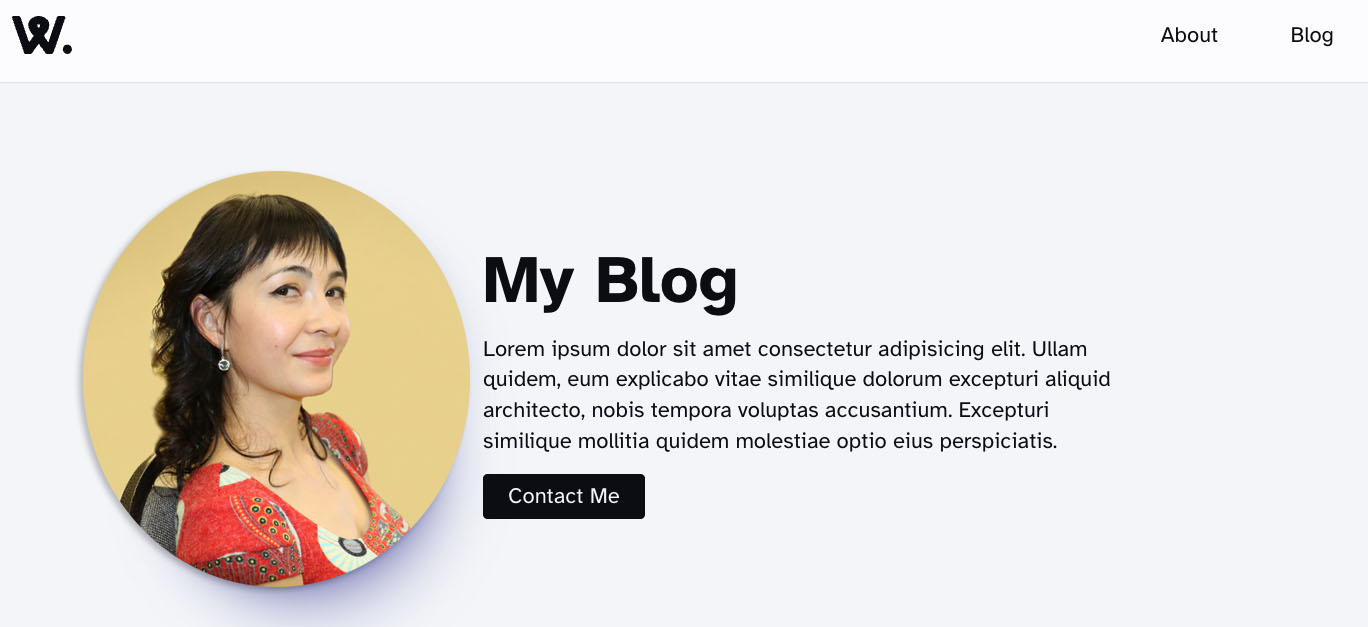 W.
About
Blog
My Blog
Lorem ipsum dolor sit amet consectetur adipisicing elit. Ullam
quidem, eum explicabo vitae similique dolorum excepturi aliquid
architecto, nobis tempora voluptas accusantium. Excepturi
similique mollitia quidem molestiae optio eius perspiciatis.
Contact Me